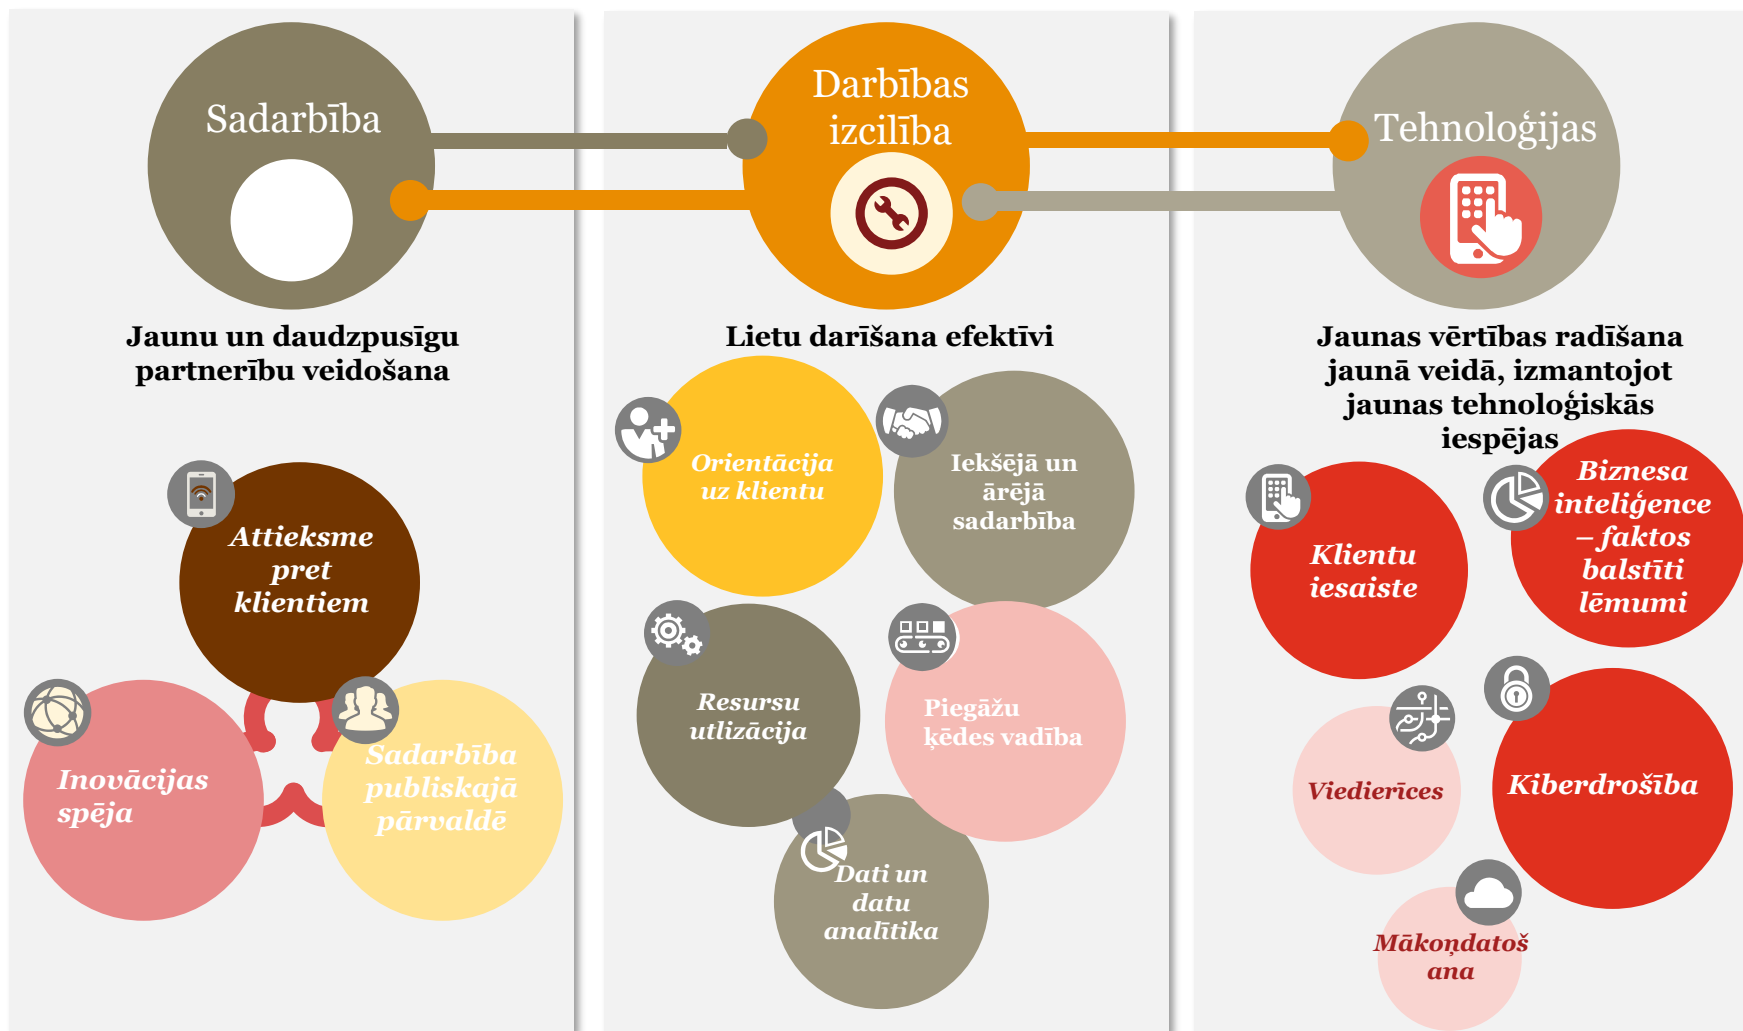 Sadarbība
Jaunu un daudzpusīgu
partnerību veidošana
Attieksme
pret
klientiem
Inovācijas
spēja
Sadarbība
publiskajā
pārvaldē
Darbības
izcilība
Lietu darīšana efektīvi
Orientācija
uz klientu
Iekšējā un
ārējā
sadarbība
Resursu
utlizācija
Piegāžu
ķēdes vadība
Dati un
datu
analītika
Tehnoloģijas
Jaunas vērtības radīšana
jaunā veidā, izmantojot
jaunas tehnoloģiskās
iespējas
Klientu
iesaiste
Biznesa
inteliģence
– faktos
balstīti
lēmumi
Viedierīces
Kiberdrošība
Mākoņdatoš
ana